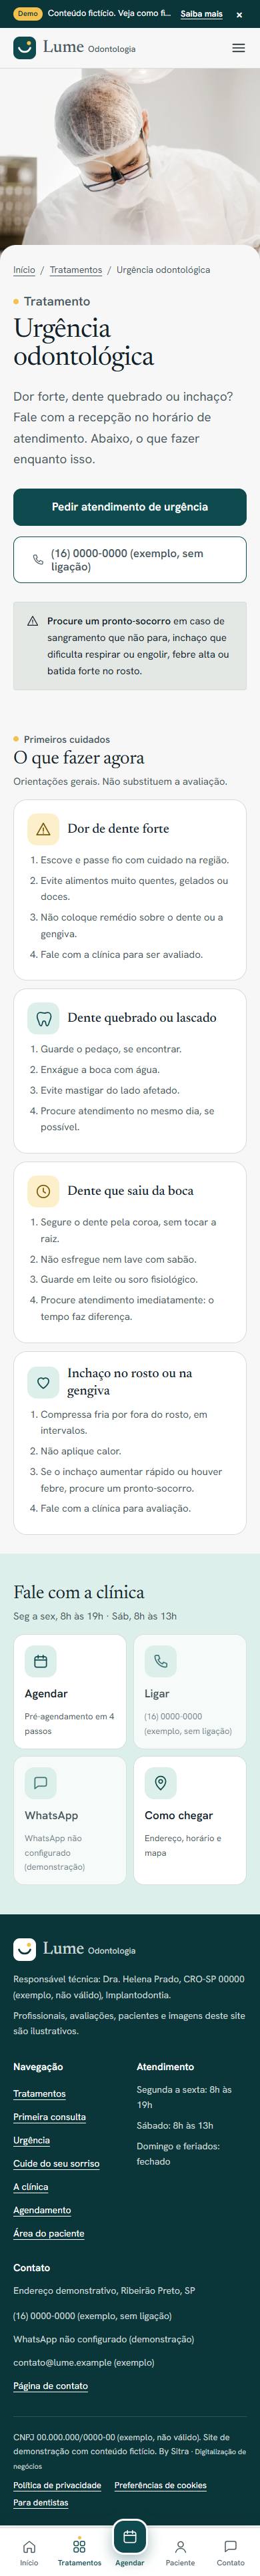 Demo Conteúdo fictício. Veja como fi... Saiba mais ×
Lume Odontologia
Início / Tratamentos / Urgência odontológica
Tratamento
Urgência
odontológica
Dor forte, dente quebrado ou inchaço?
Fale com a recepção no horário de
atendimento. Abaixo, o que fazer
enquanto isso.
Pedir atendimento de urgência
(16) 0000-0000 (exemplo, sem
ligação)
Procure um pronto-socorro em caso de
sangramento que não para, inchaço que
dificulta respirar ou engolir, febre alta ou
batida forte no rosto.
Primeiros cuidados
O que fazer agora
Orientações gerais. Não substituem a avaliação.
Dor de dente forte
1. Escove e passe fio com cuidado na região.
2. Evite alimentos muito quentes, gelados ou
doces.
3. Não coloque remédio sobre o dente ou a
gengiva.
4. Fale com a clínica para ser avaliado.
Dente quebrado ou lascado
1. Guarde o pedaço, se encontrar.
2. Enxágue a boca com água.
3. Evite mastigar do lado afetado.
4. Procure atendimento no mesmo dia, se
possível.
Dente que saiu da boca
1. Segure o dente pela coroa, sem tocar a
raiz.
2. Não esfregue nem lave com sabão.
3. Guarde em leite ou soro fisiológico.
4. Procure atendimento imediatamente: o
tempo faz diferença.
Inchaço no rosto ou na
gengiva
1. Compressa fria por fora do rosto, em
intervalos.
2. Não aplique calor.
3. Se o inchaço aumentar rápido ou houver
febre, procure um pronto-socorro.
4. Fale com a clínica para avaliação.
Fale com a clínica
Seg a sex, 8h às 19h · Sáb, 8h às 13h
Agendar
Pré-agendamento em 4
passos
Ligar
(16) 0000-0000
(exemplo, sem ligação)
WhatsApp
WhatsApp não
configurado
(demonstração)
Como chegar
Endereço, horário e
mapa
Lume Odontologia
Responsável técnica: Dra. Helena Prado, CRO-SP 00000
(exemplo, não válido), Implantodontia.
Profissionais, avaliações, pacientes e imagens deste site
são ilustrativos.
Navegação
Tratamentos
Primeira consulta
Urgência
Cuide do seu sorriso
A clínica
Agendamento
Área do paciente
Atendimento
Segunda a sexta: 8h às
19h
Sábado: 8h às 13h
Domingo e feriados:
fechado
Contato
Endereço demonstrativo, Ribeirão Preto, SP
(16) 0000-0000 (exemplo, sem ligação)
WhatsApp não configurado (demonstração)
contato@lume.example (exemplo)
Página de contato
CNPJ 00.000.000/0000-00 (exemplo, não válido). Site de
demonstração com conteúdo fictício. By Sitra · Digitalização de
negócios
Política de privacidade Preferências de cookies
Para dentistas
Início Tratamentos Agendar Paciente Contato